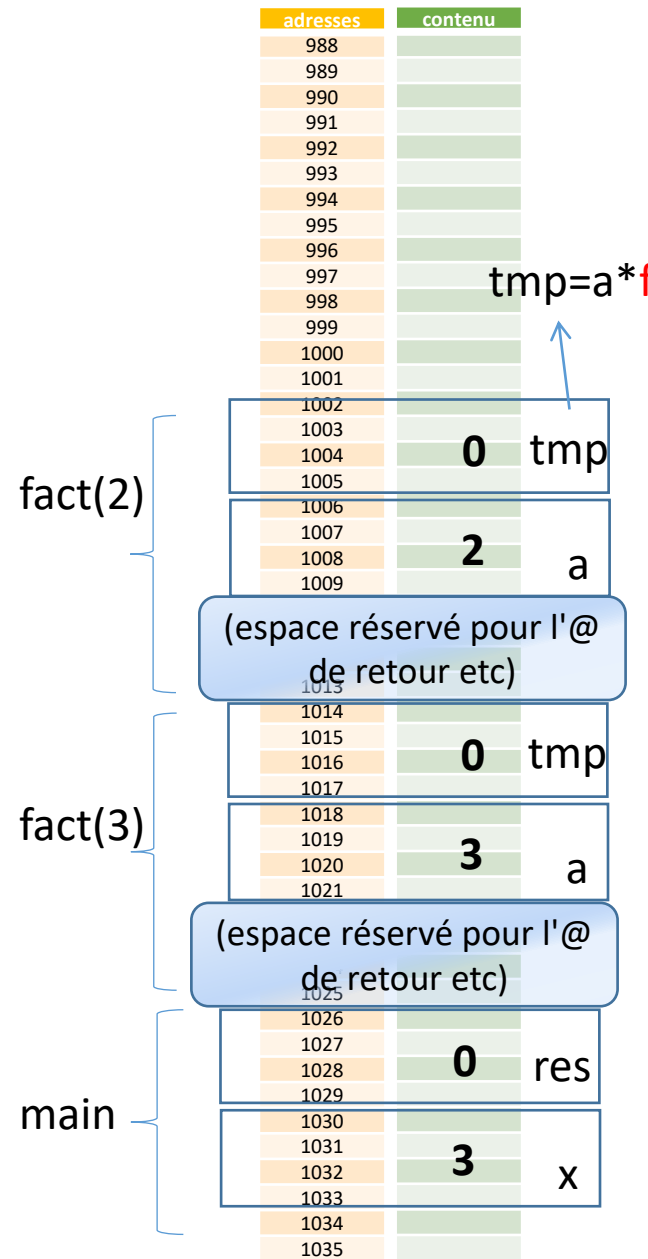 adresses contenu
988
989
990
991
992
993
994
995
996
997
tmp=a*f
998
999
1000
1001
1002
1003
1004 0 tmp
1005
fact(2)
1006
1007
1008 2 a
1009
(espace réservé pour l'@
de retour etc)
1013
1014
1015
1016 0 tmp
1017
1018
fact(3)
1019
1020 3 a
1021
(espace réservé pour l'@
de retour etc)
1025
1026
1027
1028 0 res
1029
main
1030
1031
1032 3 x
1033
1034
1035